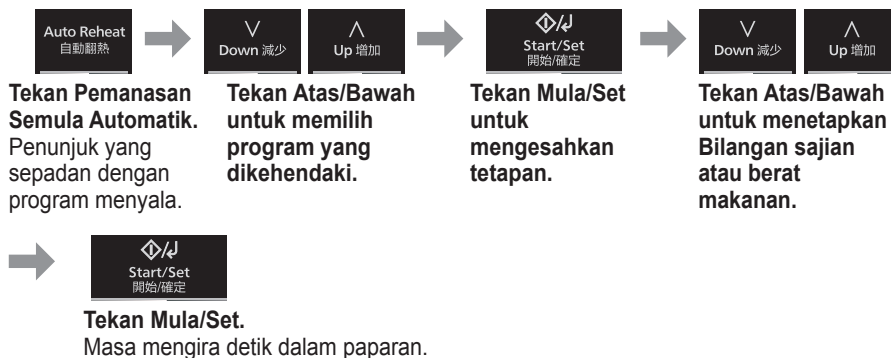 Auto Reheat
自動翻熱
Down 減少
Up 增加
Start/Set
開始/確定
Down 減少
Up 增加
Tekan Pemanasan
Semula Automatik.
Penunjuk yang
sepadan dengan
program menyala.
Tekan Atas/Bawah
untuk memilih
program yang
dikehendaki.
Tekan Mula/Set
untuk
mengesahkan
tetapan.
Tekan Atas/Bawah
untuk menetapkan
Bilangan sajian
atau berat
makanan.
Start/Set
開始/確定
Tekan Mula/Set.
Masa mengira detik dalam paparan.